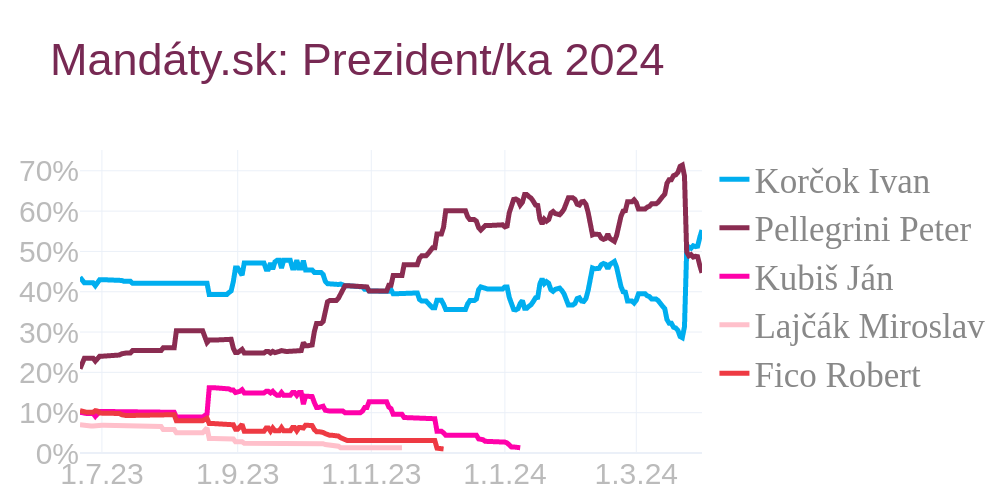 Mandáty.sk: Prezident/ka 2024
70%
60%
50%
40%
30%
20%
10%
0%
1.7.23 1.9.23 1.11.23 1.1.24 1.3.24
Korčok Ivan
Pellegrini Peter
Kubiš Ján
Lajčák Miroslav
Fico Robert